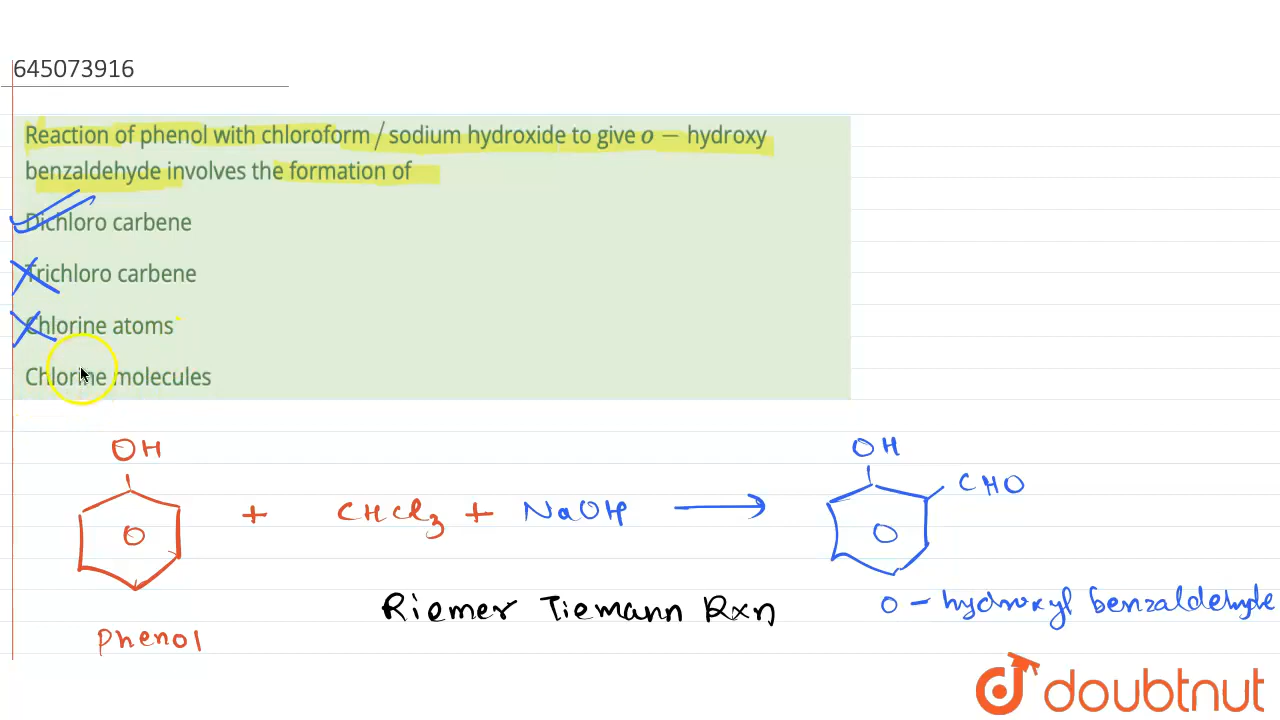 645073916
Reaction of phenol with chloroform / sodium hydroxide to give o − hydroxy
benzaldehyde involves the formation of
Dichloro carbene
Trichloro carbene
Chlorine atoms
Chlorine molecules
OH
+ CHCl3 + NaOH
Phenol
OH
CHO
o - hydroxyl benzaldehyde
Riemer Tiemann Rxn
doubtnut